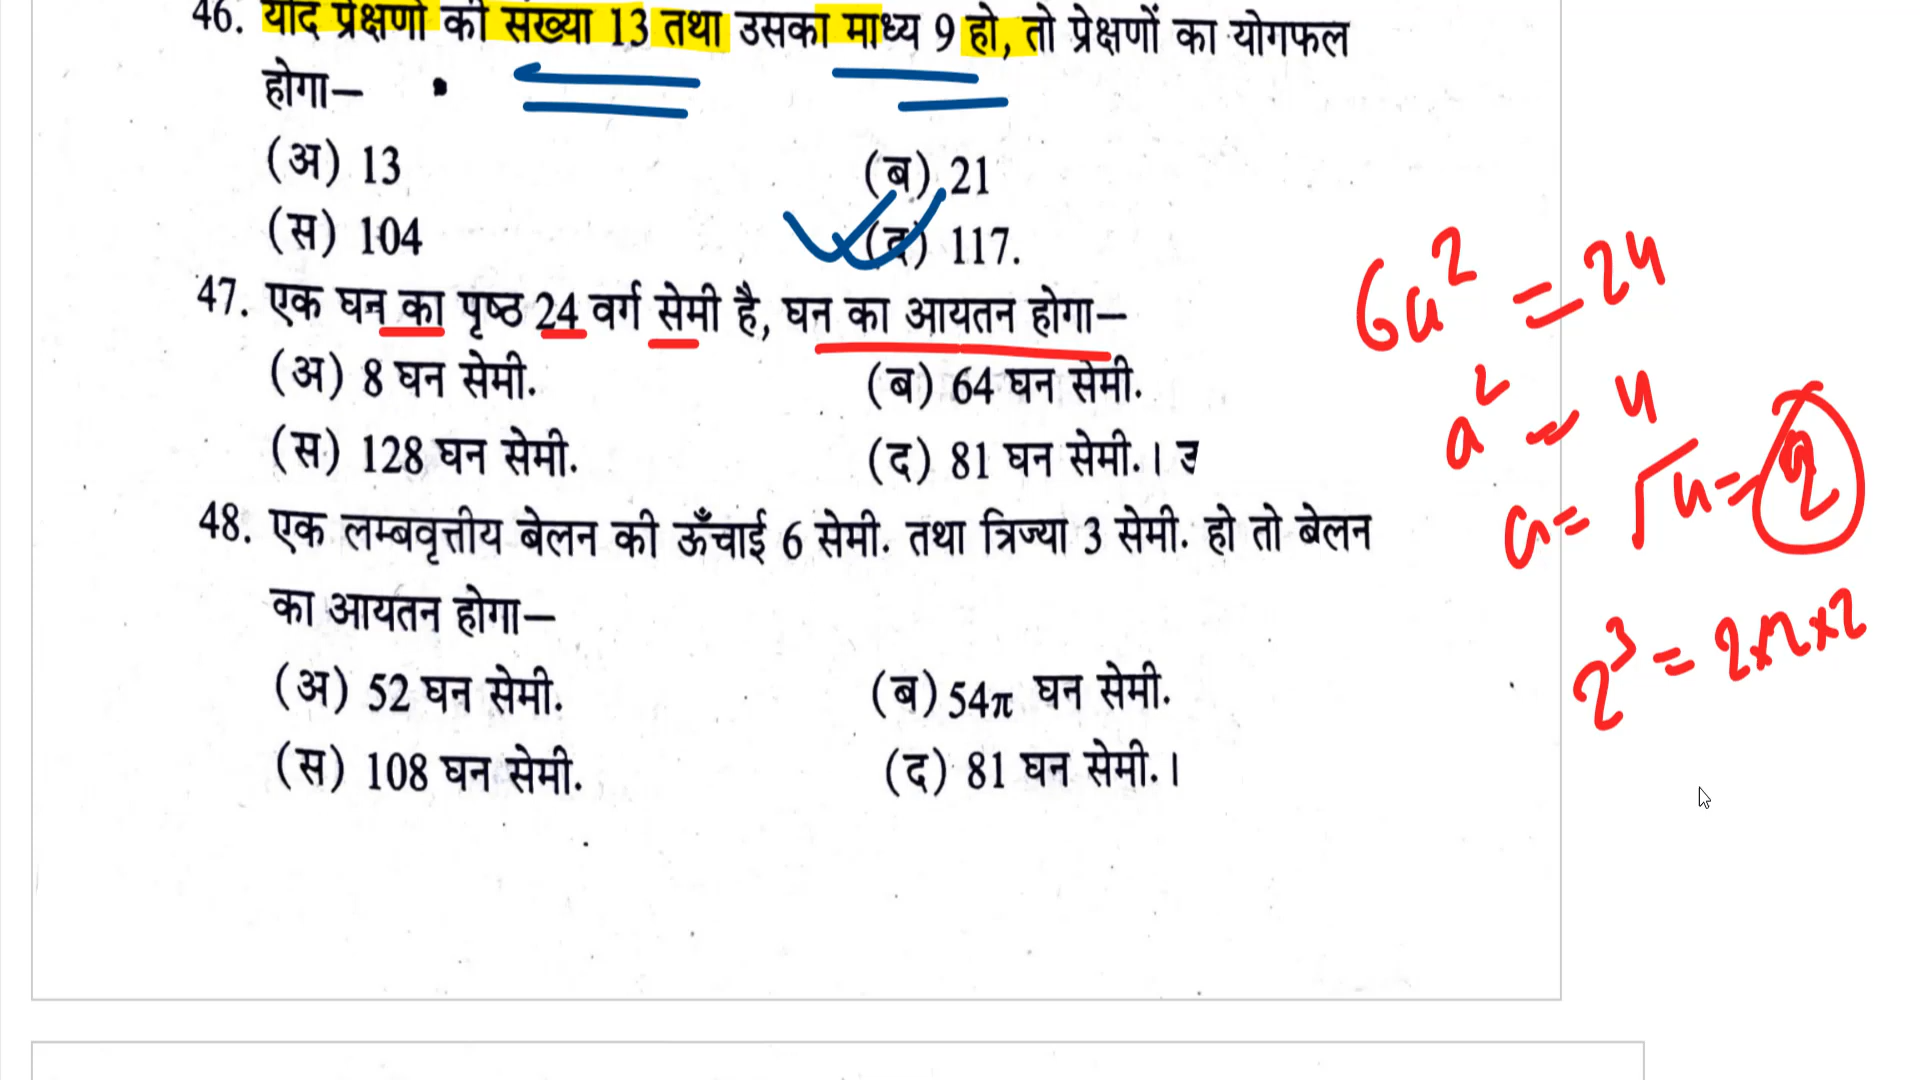 46. यदि प्रेक्षणों की संख्या 13 तथा उसका माध्य 9 हो, तो प्रेक्षणों का योगफल
होगा—
(अ) 13
(ब) 21
(स) 104
(द) 117.
47. एक घन का पृष्ठ 24 वर्ग सेमी है, घन का आयतन होगा—
(अ) 8 घन सेमी.
(ब) 64 घन सेमी.
(स) 128 घन सेमी.
(द) 81 घन सेमी.।
48. एक लम्बवृत्तीय बेलन की ऊँचाई 6 सेमी. तथा त्रिज्या 3 सेमी. हो तो बेलन
का आयतन होगा—
(अ) 52 घन सेमी.
(ब) 54π घन सेमी.
(स) 108 घन सेमी.
(द) 81 घन सेमी.।
6a² = 24
a² = 4
a = √4 = 2
2³ = 2×2×2